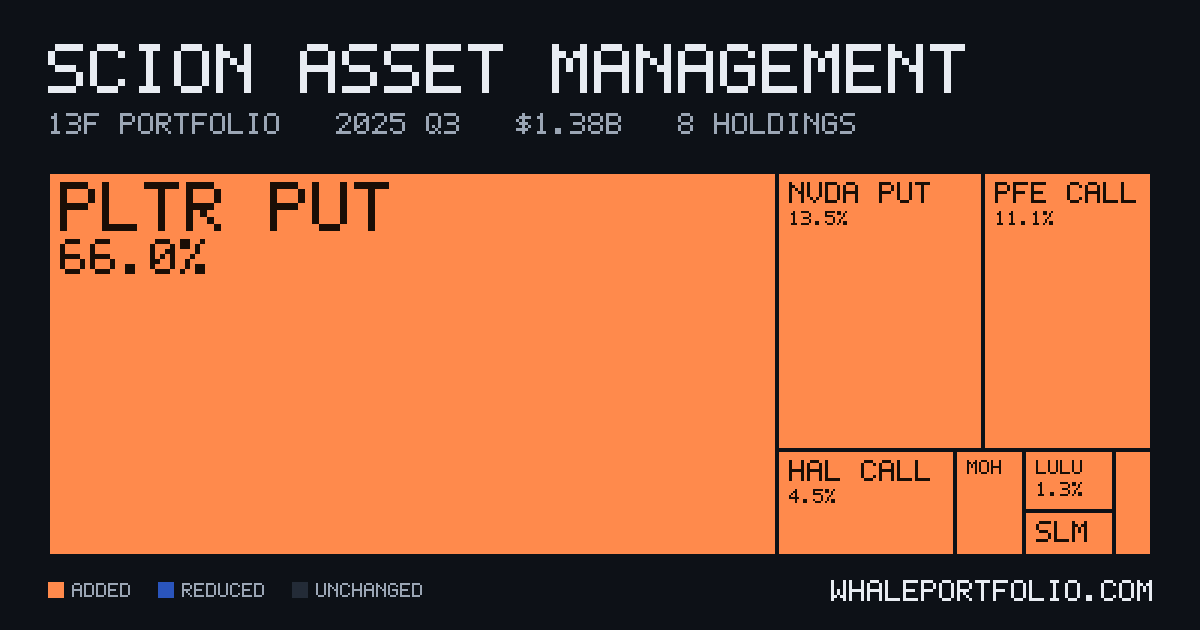 SCION ASSET MANAGEMENT
13F PORTFOLIO 2025 Q3 $1.38B 8 HOLDINGS
PLTR PUT
66.0%
NVDA PUT
13.5%
PFE CALL
11.1%
HAL CALL
4.5%
MOH
LULU
1.3%
SLM
ADDED REDUCED UNCHANGED
WHALEPORTFOLIO.COM